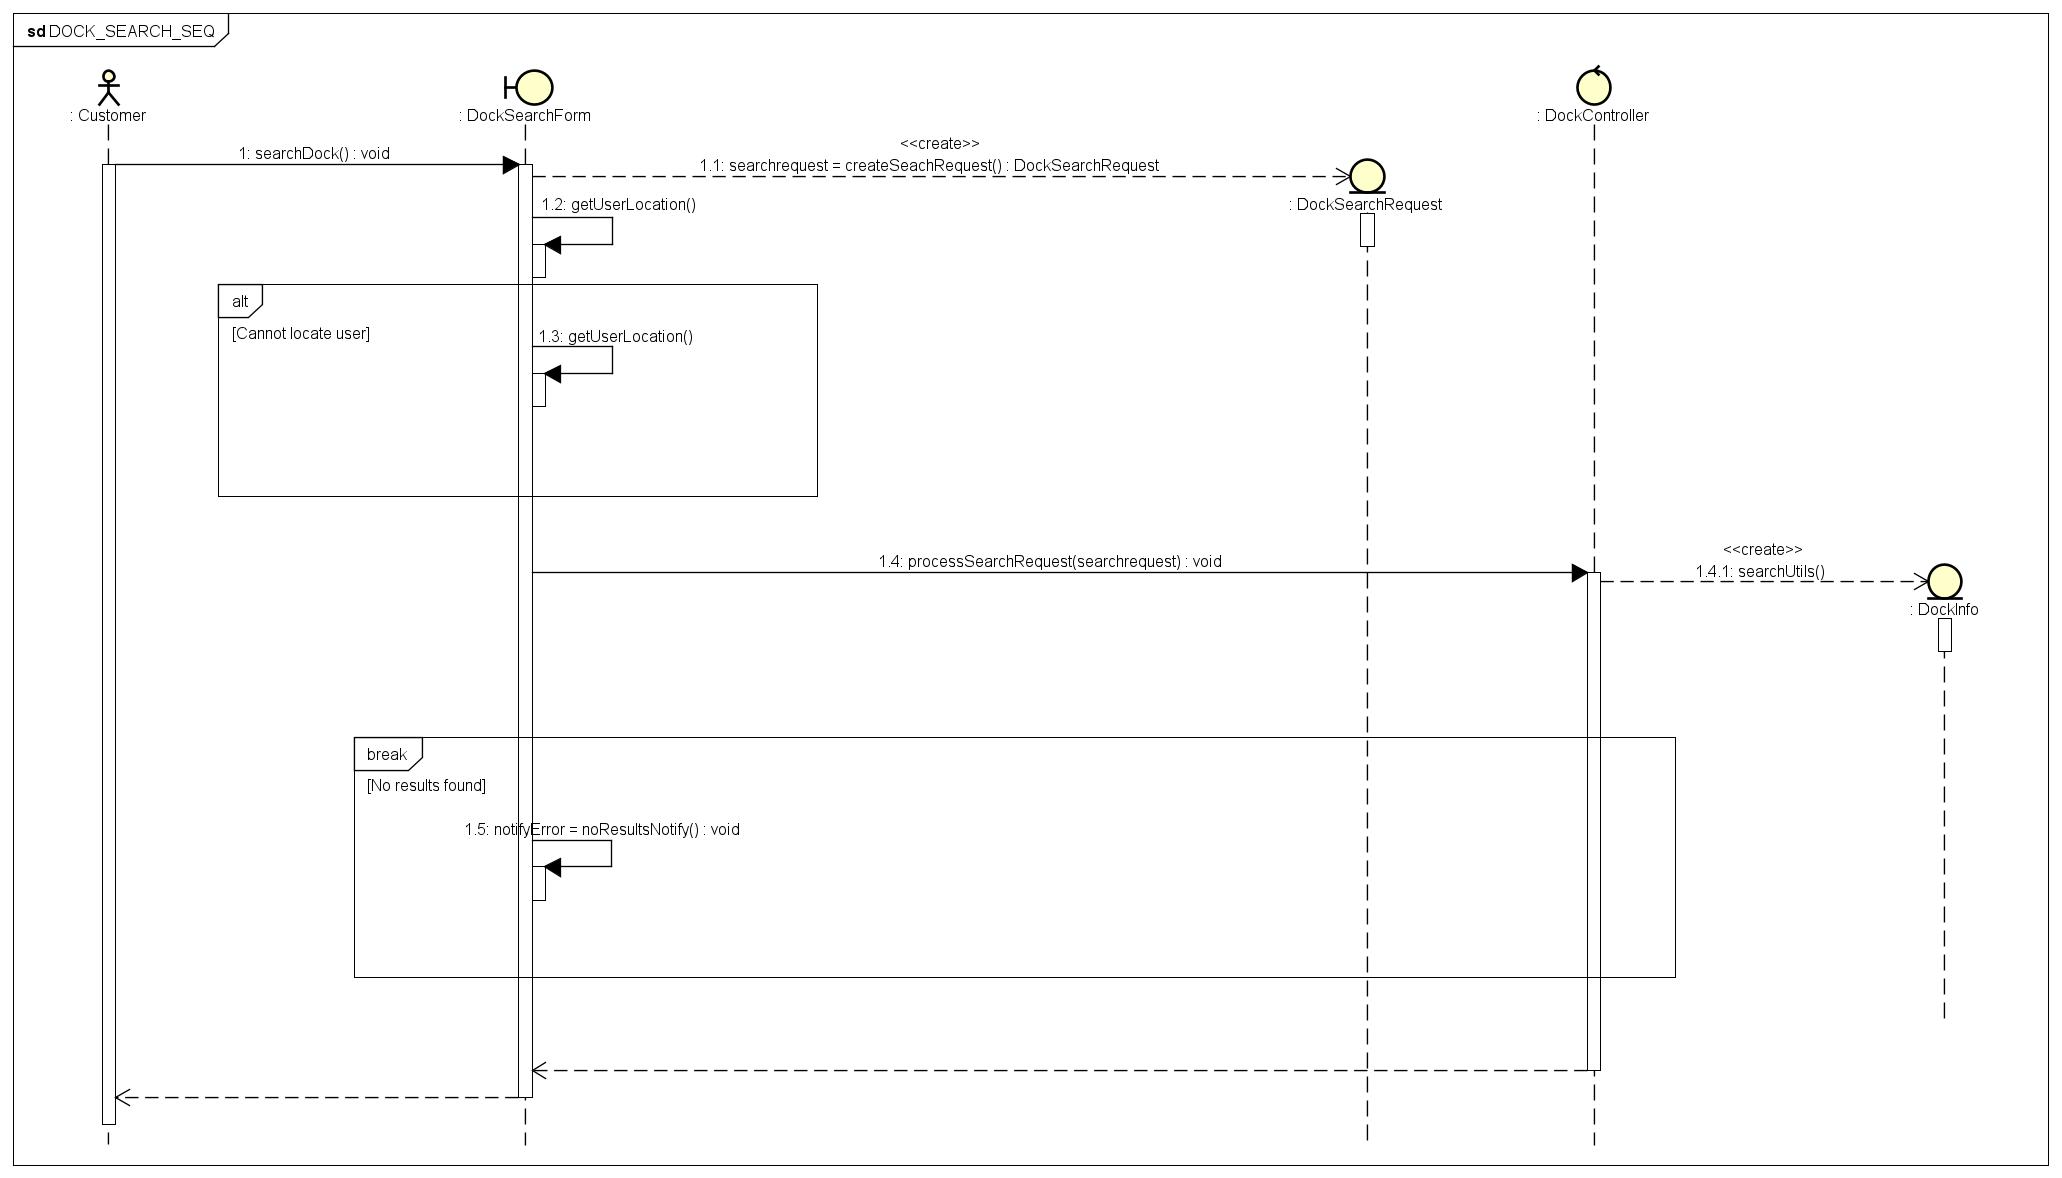 sd DOCK_SEARCH_SEQ
: Customer
: DockSearchForm
: DockController
1: searchDock() : void
<<create>>
1.1: searchrequest = createSeachRequest() : DockSearchRequest
: DockSearchRequest
1.2: getUserLocation()
alt
[Cannot locate user]
1.3: getUserLocation()
1.4: processSearchRequest(searchrequest) : void
<<create>>
1.4.1: searchUtils()
: DockInfo
break
[No results found]
1.5: notifyError = noResultsNotify() : void